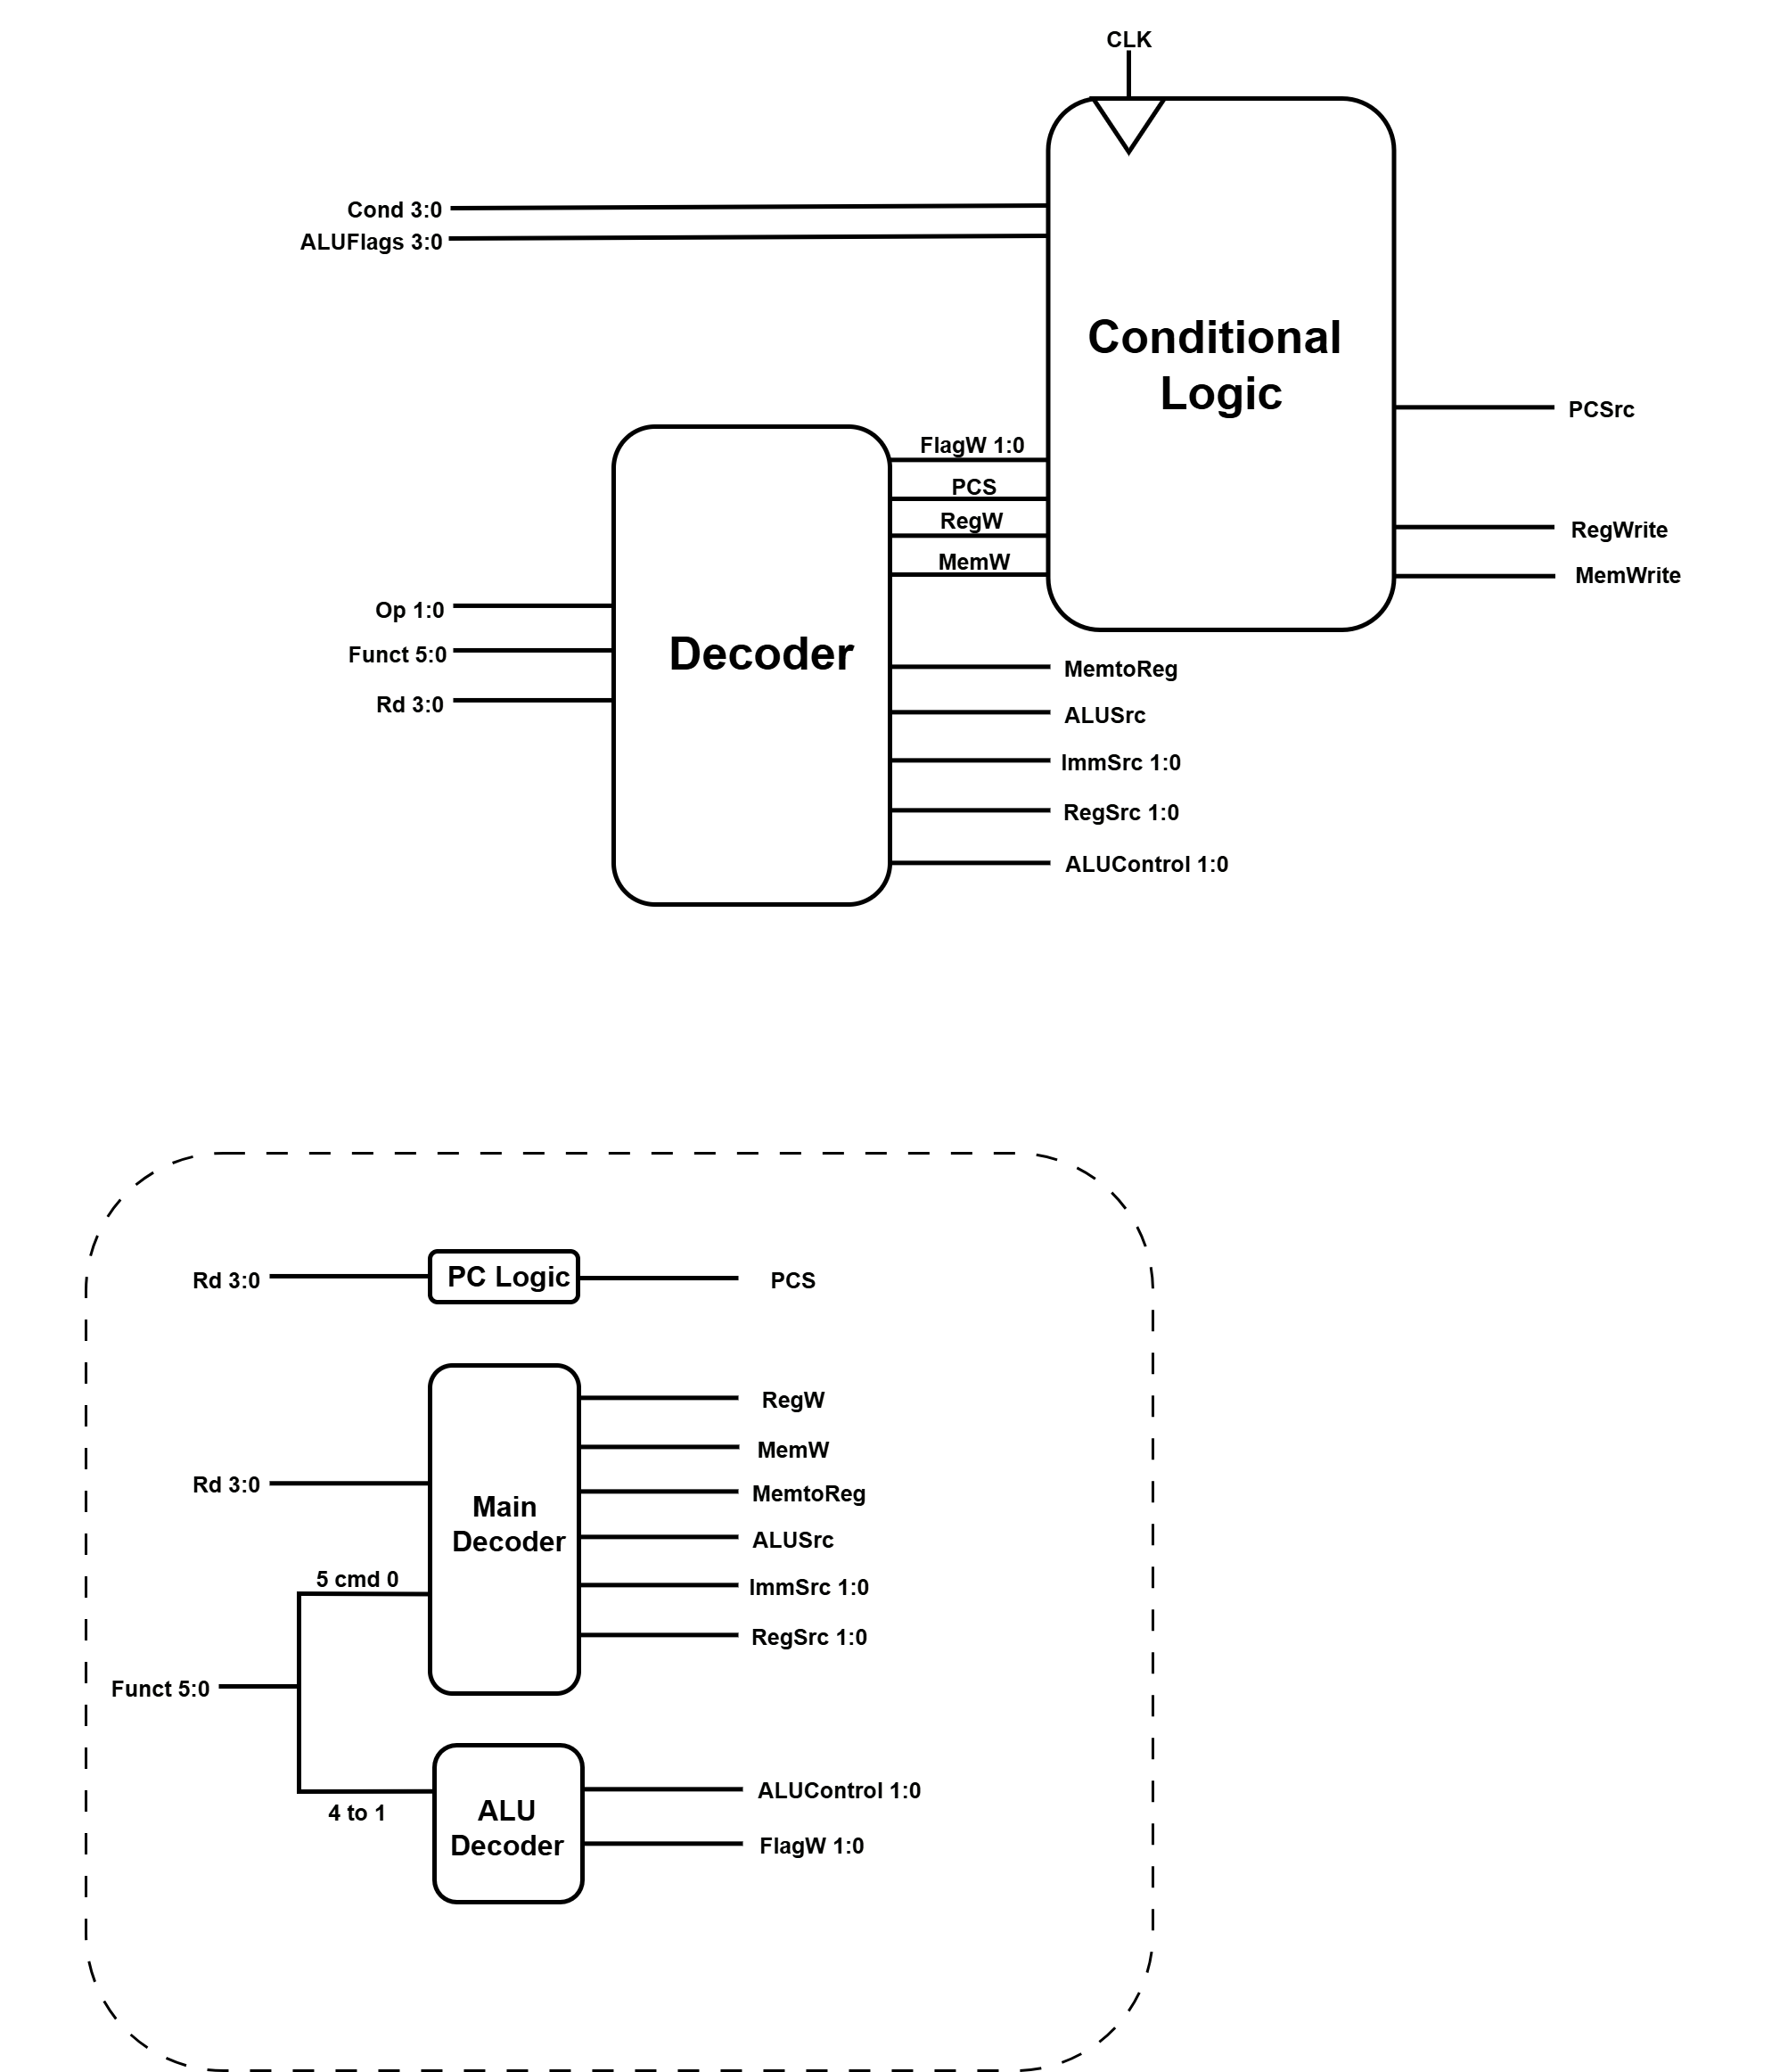 CLK
Cond 3:0
ALUFlags 3:0
Conditional
Logic
PCSrc
FlagW 1:0
PCS
RegW
RegWrite
MemW
MemWrite
Op 1:0
Funct 5:0
Decoder
Rd 3:0
MemtoReg
ALUSrc
ImmSrc 1:0
RegSrc 1:0
ALUControl 1:0
Rd 3:0
PC Logic
PCS
RegW
MemW
Rd 3:0
MemtoReg
Main
Decoder
ALUSrc
5 cmd 0
ImmSrc 1:0
RegSrc 1:0
Funct 5:0
ALUControl 1:0
4 to 1
ALU
Decoder
FlagW 1:0